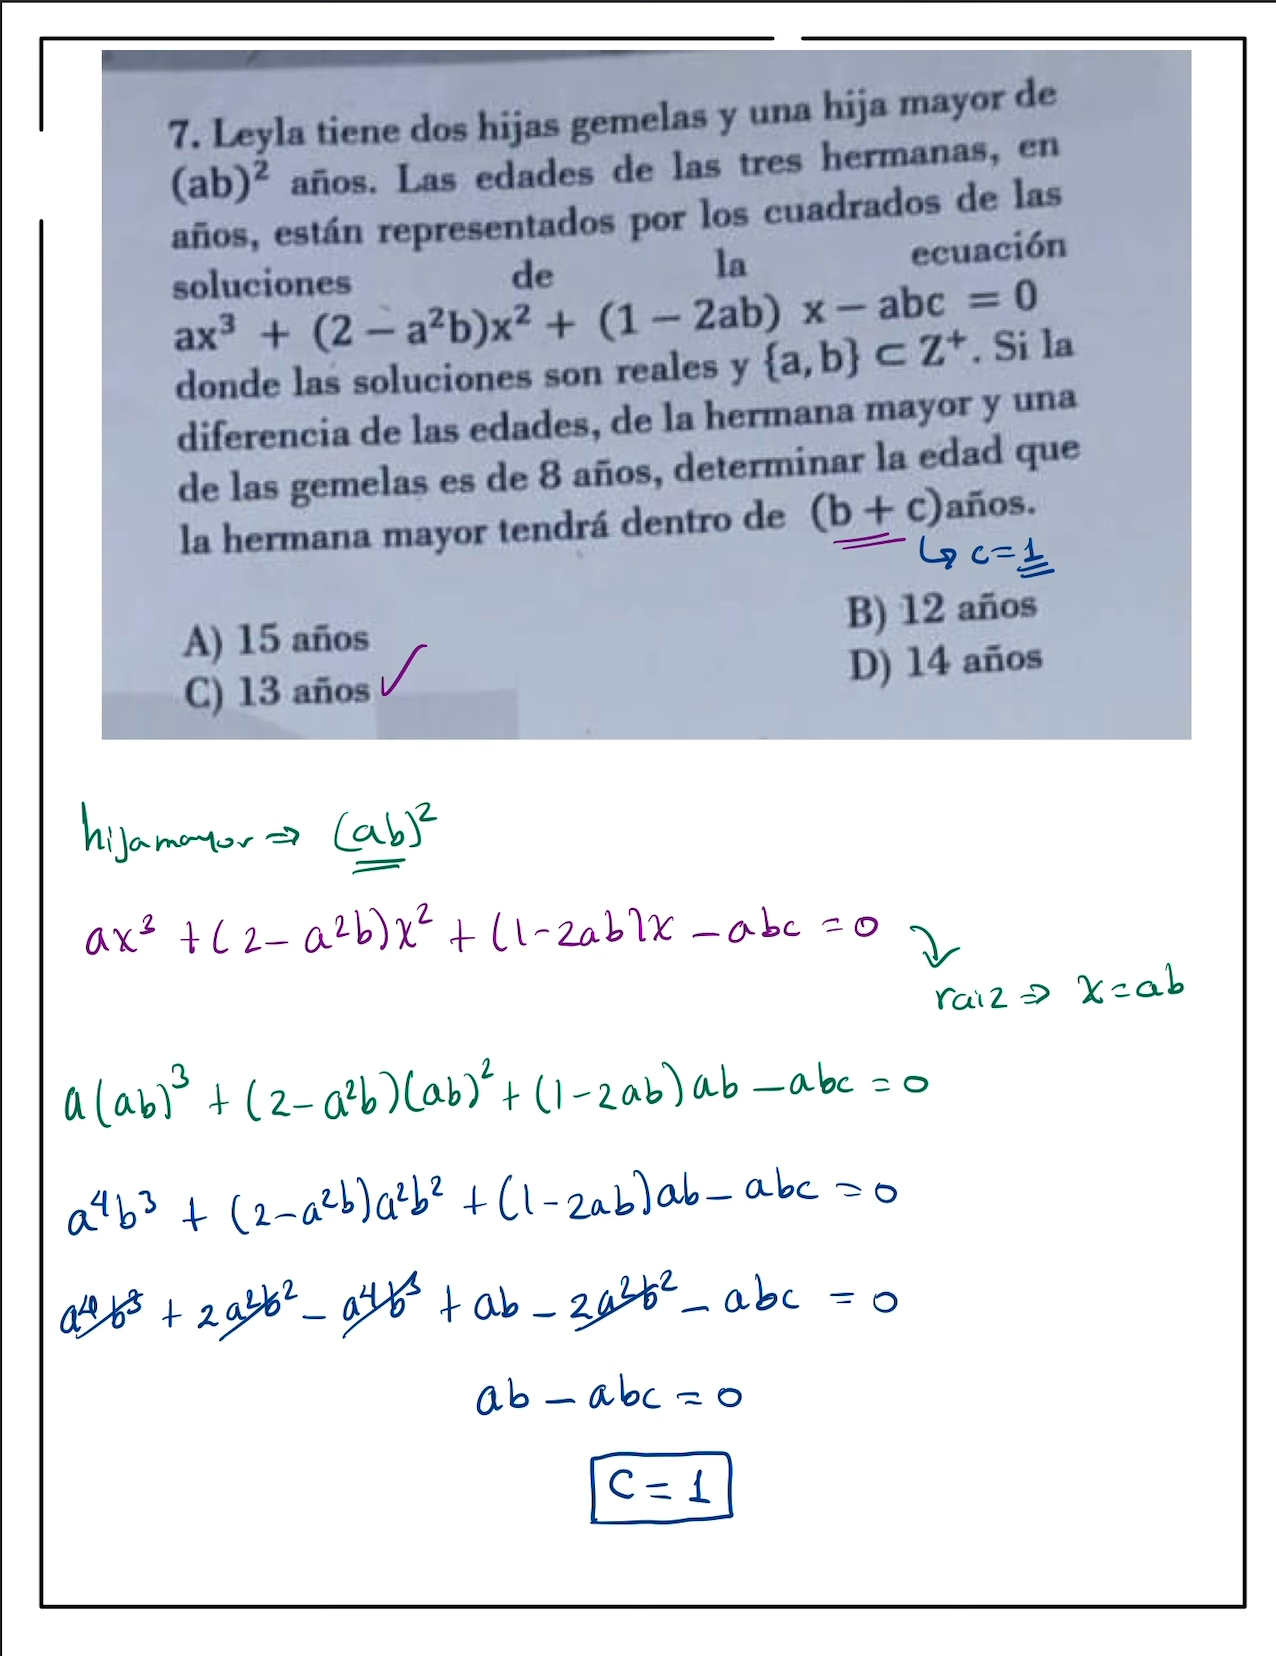 7. Leyla tiene dos hijas gemelas y una hija mayor de
(ab)² años. Las edades de las tres hermanas, en
años, están representados por los cuadrados de las
soluciones de la ecuación
ax³ + (2 − a²b)x² + (1 − 2ab) x − abc = 0
donde las soluciones son reales y {a, b} ⊂ Z⁺. Si la
diferencia de las edades, de la hermana mayor y una
de las gemelas es de 8 años, determinar la edad que
la hermana mayor tendrá dentro de (b + c)años.
↳ c=1
A) 15 años
B) 12 años
C) 13 años ✓
D) 14 años
hija mayor ⇒ (ab)²
ax³ + (2 − a²b)x² + (1 − 2ab)x − abc = 0
raiz ⇒ x = ab
a(ab)³ + (2 − a²b)(ab)² + (1 − 2ab)ab − abc = 0
a⁴b³ + (2 − a²b)a²b² + (1 − 2ab)ab − abc = 0
a⁴b³ + 2a²b² − a⁴b³ + ab − 2a²b² − abc = 0
ab − abc = 0
C = 1